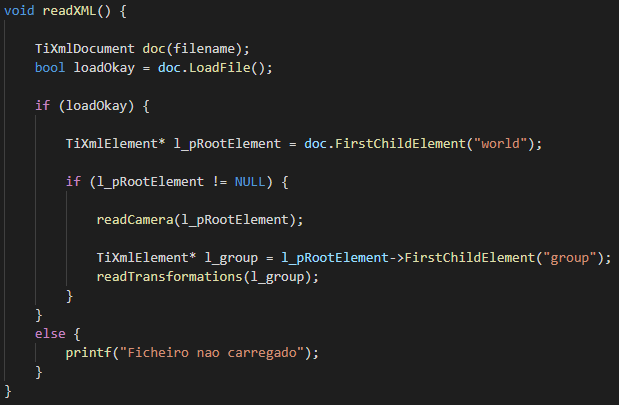 void readXML() {
TiXmlDocument doc(filename);
bool loadOkay = doc.LoadFile();
if (loadOkay) {
TiXmlElement* l_pRootElement = doc.FirstChildElement("world");
if (l_pRootElement != NULL) {
readCamera(l_pRootElement);
TiXmlElement* l_group = l_pRootElement->FirstChildElement("group");
readTransformations(l_group);
}
}
else {
printf("Ficheiro nao carregado");
}
}